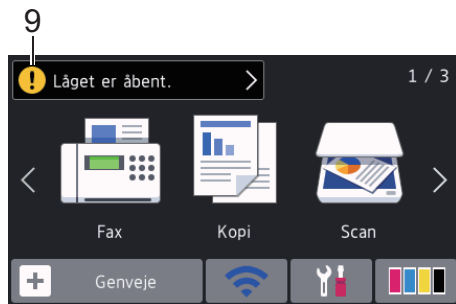 9
Låget er åbent.
1 / 3
Fax Kopi Scan
Genveje